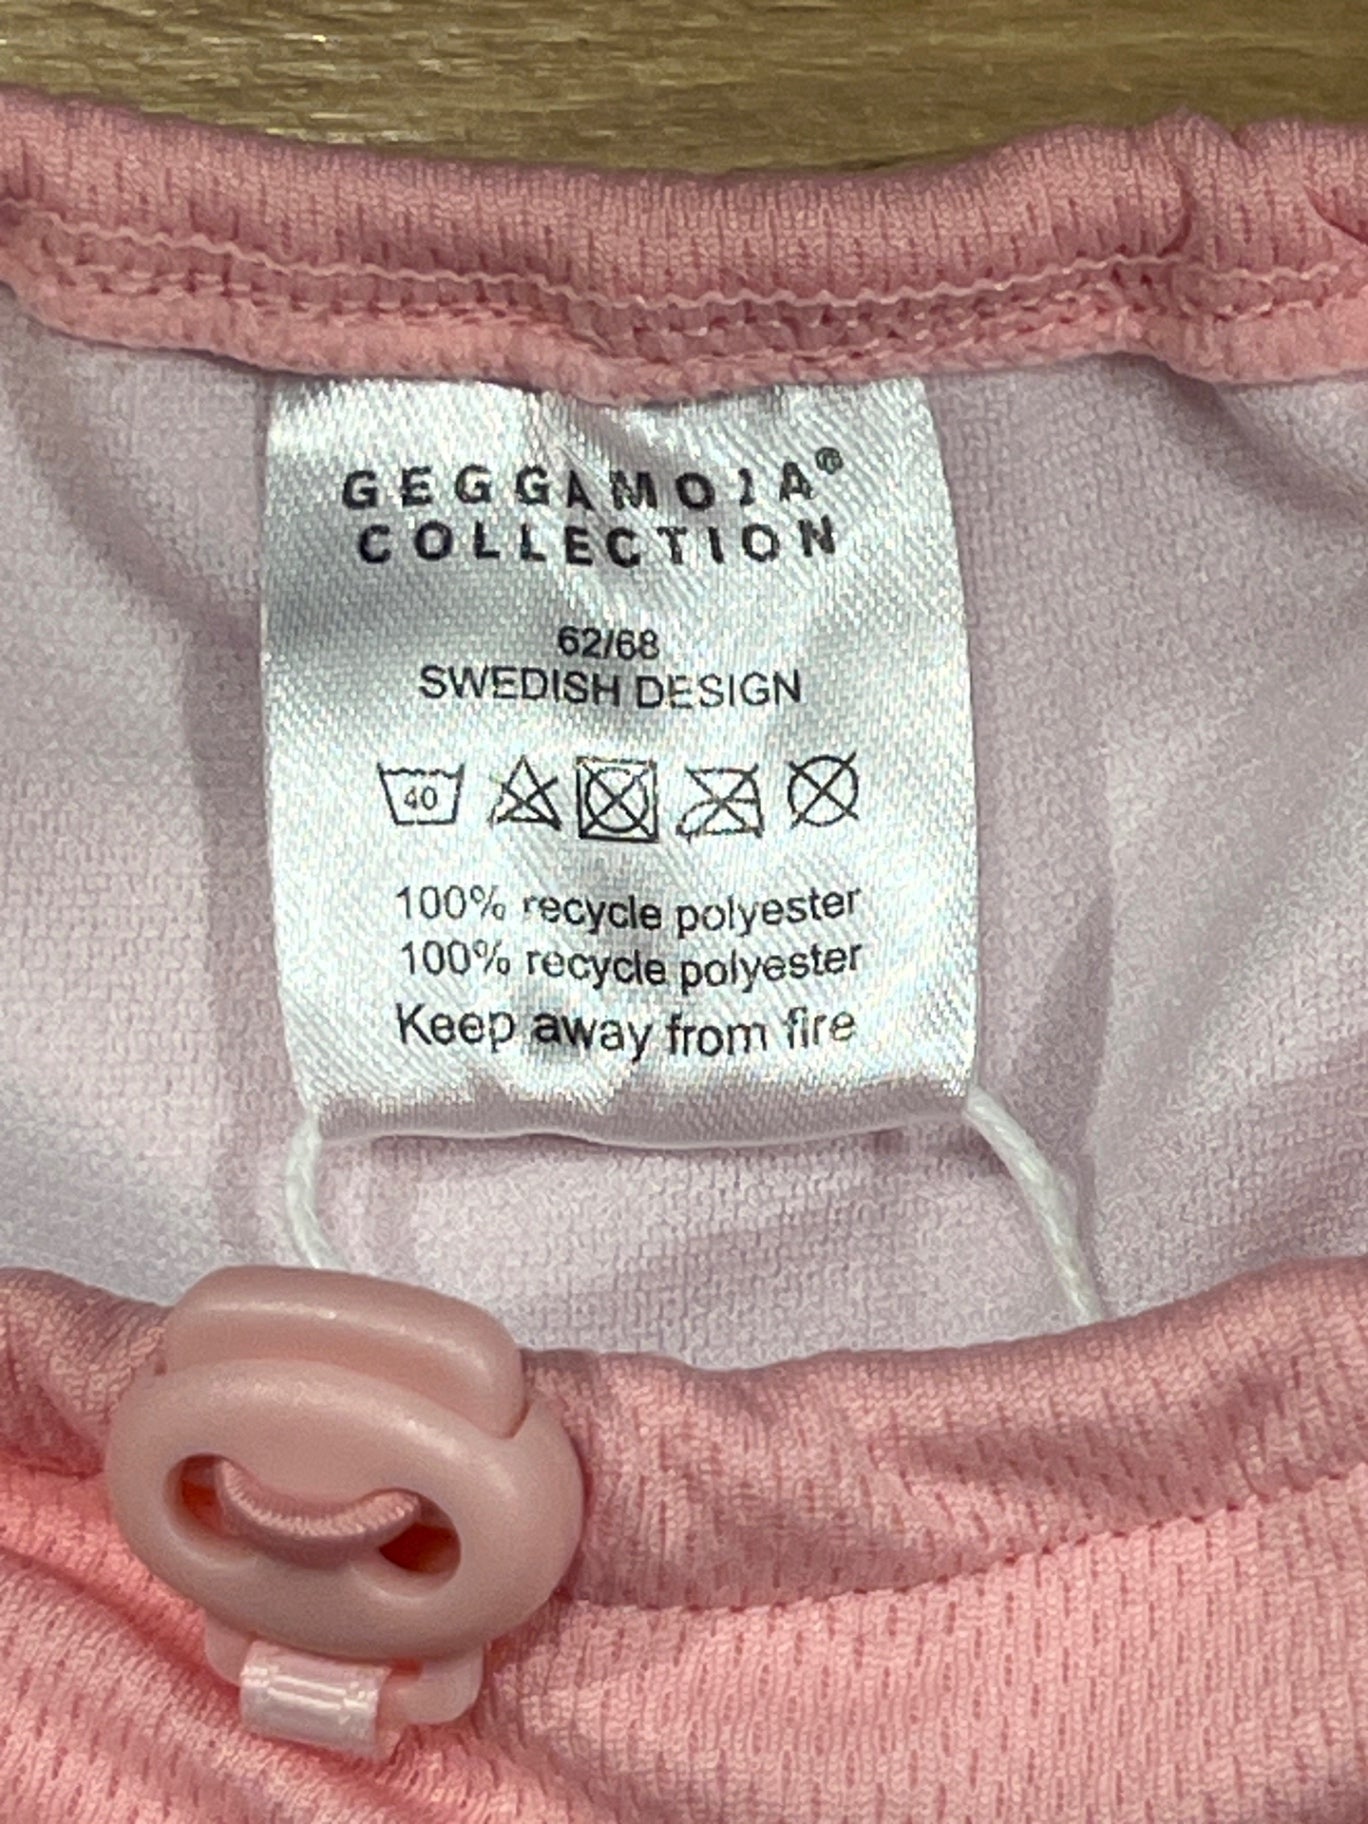 GEGGAMOJA®
COLLECTION
62/68
SWEDISH DESIGN
40
100% recycle polyester
100% recycle polyester
Keep away from fire